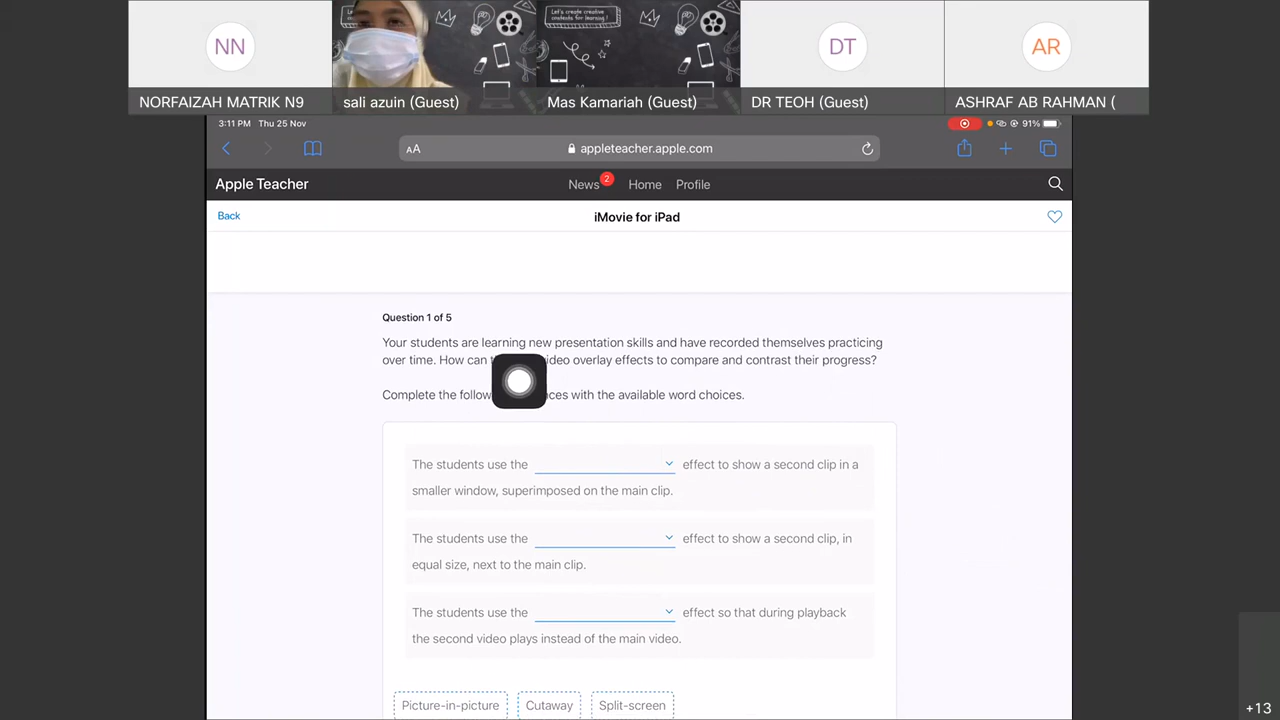 NN
Let's create creative
contents for learning!
DT
AR
NORFAIZAH MATRIK N9
sali azuin (Guest)
Mas Kamariah (Guest)
DR TEOH (Guest)
ASHRAF AB RAHMAN (
3:11 PM Thu 25 Nov
91%
AA
appleteacher.apple.com
Apple Teacher
News
2
Home
Profile
Back
iMovie for iPad
Question 1 of 5
Your students are learning new presentation skills and have recorded themselves practicing
over time. How can ideo overlay effects to compare and contrast their progress?
Complete the follow nces with the available word choices.
The students use the effect to show a second clip in a
smaller window, superimposed on the main clip.
The students use the effect to show a second clip, in
equal size, next to the main clip.
The students use the effect so that during playback
the second video plays instead of the main video.
Picture-in-picture
Cutaway
Split-screen
+13